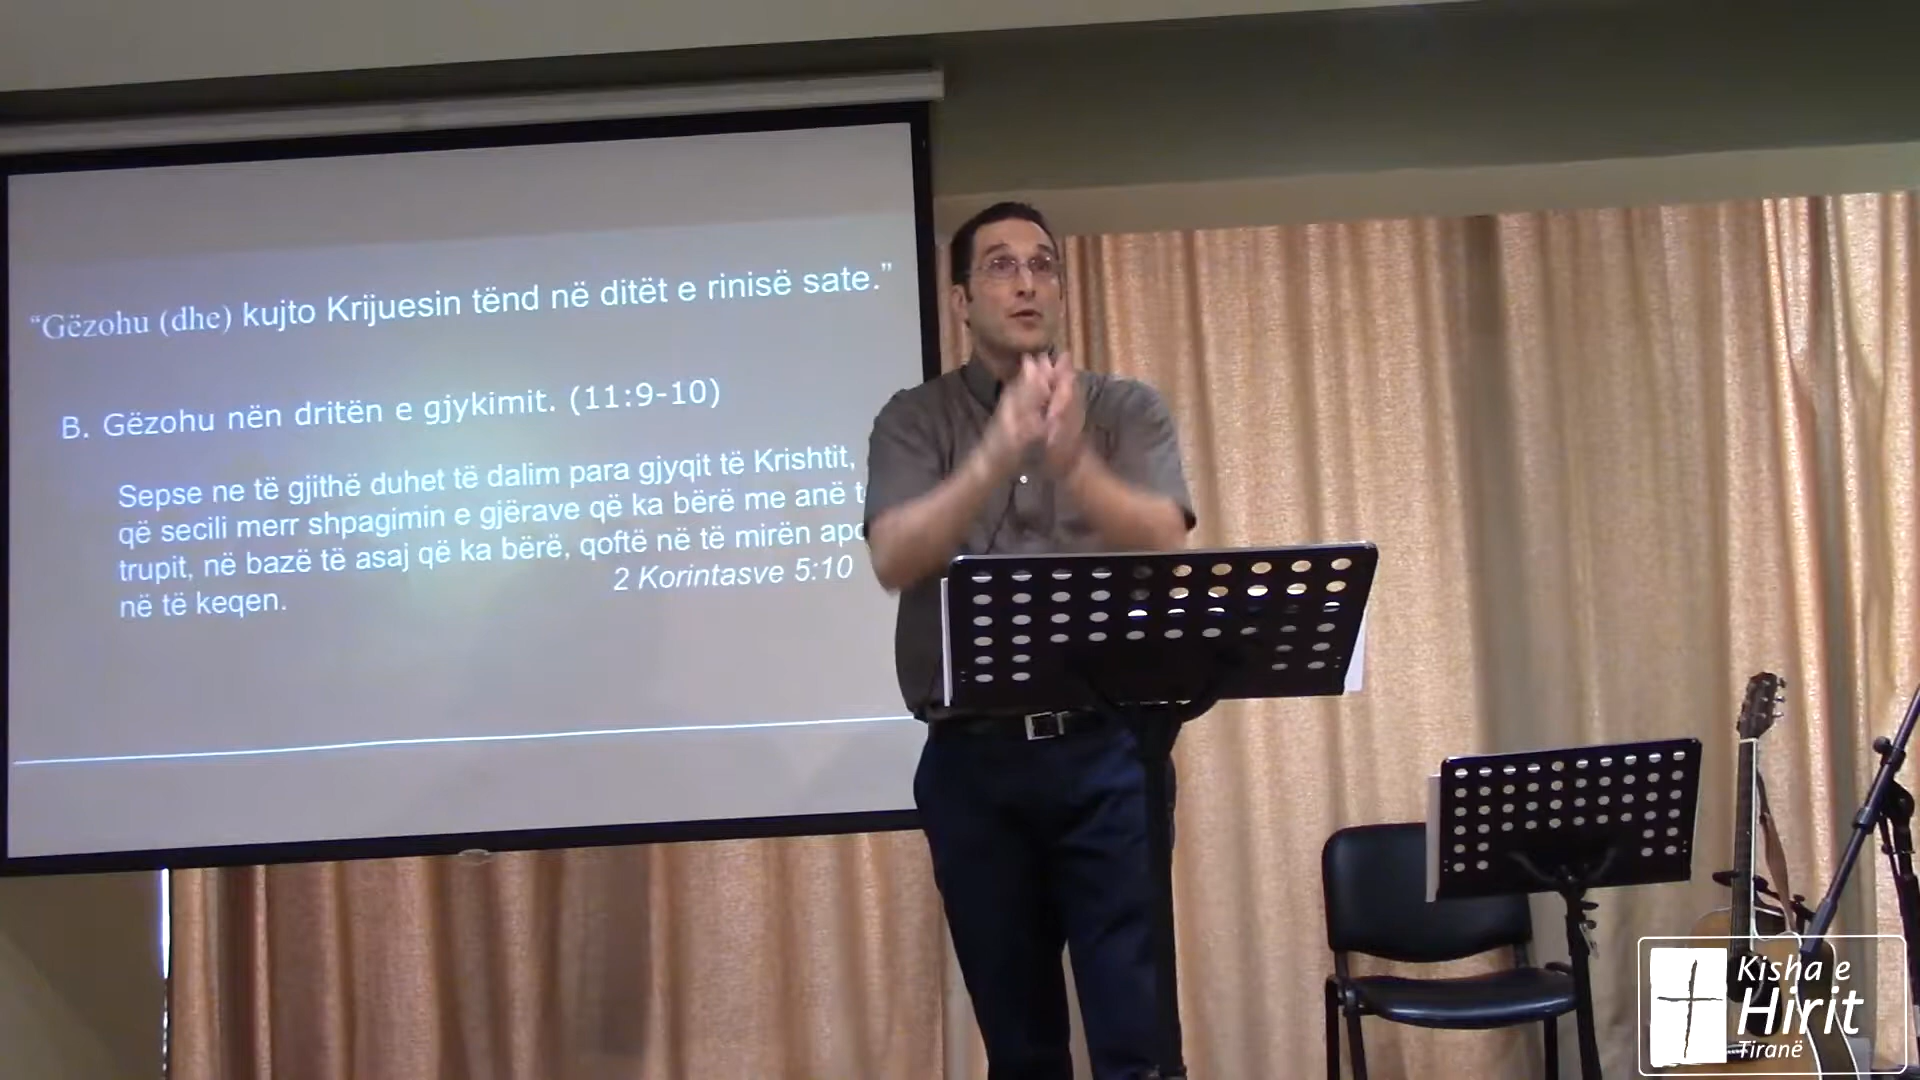 “Gëzohu (dhe) kujto Krijuesin tënd në ditët e rinisë sate.”
B. Gëzohu nën dritën e gjykimit. (11:9-10)
Sepse ne të gjithë duhet të dalim para gjyqit të Krishtit,
që secili merr shpagimin e gjërave që ka bërë me anë
trupit, në bazë të asaj që ka bërë, qoftë në të mirën
në të keqen.
2 Korintasve 5:10
Kisha e
Hirit
Tiranë